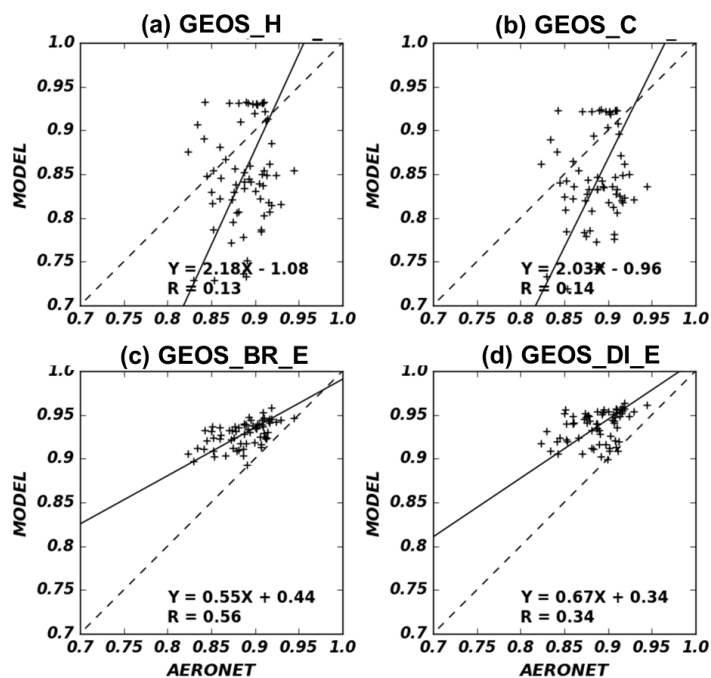 (a) GEOS_H
(b) GEOS_C
1.0
0.95
0.9
0.85
0.8
0.75
0.7
MODEL
Y = 2.18X - 1.08
R = 0.13
0.7 0.75 0.8 0.85 0.9 0.95 1.0
1.0
0.95
0.9
0.85
0.8
0.75
0.7
MODEL
Y = 2.03X - 0.96
R = 0.14
0.7 0.75 0.8 0.85 0.9 0.95 1.0
(c) GEOS_BR_E
(d) GEOS_DI_E
1.0
0.95
0.9
0.85
0.8
0.75
0.7
MODEL
Y = 0.55X + 0.44
R = 0.56
0.7 0.75 0.8 0.85 0.9 0.95 1.0
AERONET
1.0
0.95
0.9
0.85
0.8
0.75
0.7
MODEL
Y = 0.67X + 0.34
R = 0.34
0.7 0.75 0.8 0.85 0.9 0.95 1.0
AERONET